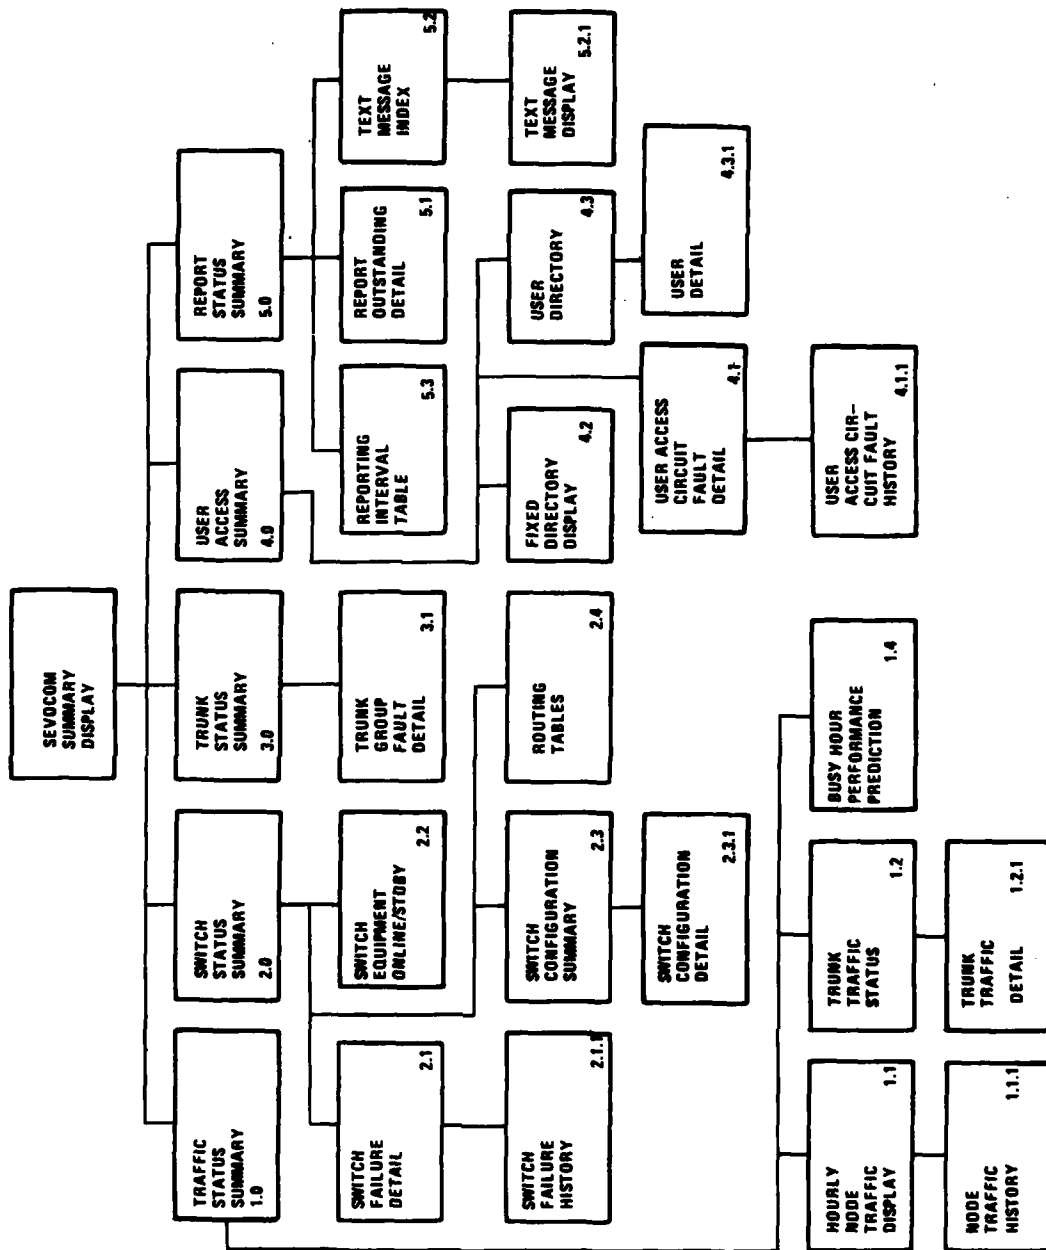 SEVOCOM
SUMMARY
DISPLAY
TRAFFIC
STATUS
SUMMARY
1.0
SWITCH
STATUS
SUMMARY
2.0
TRUNK
STATUS
SUMMARY
3.0
USER
ACCESS
SUMMARY
4.0
REPORT
STATUS
SUMMARY
5.0
SWITCH
FAILURE
DETAIL
2.1
SWITCH
EQUIPMENT
ONLINE/STDBY
2.2
TRUNK
GROUP
FAULT
DETAIL
3.1
REPORTING
INTERVAL
TABLE
5.3
REPORT
OUTSTANDING
DETAIL
5.1
TEXT
MESSAGE
INDEX
5.2
SWITCH
FAILURE
HISTORY
2.1.1
SWITCH
CONFIGURATION
SUMMARY
2.3
ROUTING
TABLES
2.4
FIXED
DIRECTORY
DISPLAY
4.2
USER
DIRECTORY
4.3
TEXT
MESSAGE
DISPLAY
5.2.1
SWITCH
CONFIGURATION
DETAIL
2.3.1
USER ACCESS
CIRCUIT
FAULT
DETAIL
4.1
USER
DETAIL
4.3.1
HOURLY
NODE
TRAFFIC
DISPLAY
1.1
TRUNK
TRAFFIC
STATUS
1.2
BUSY HOUR
PERFORMANCE
PREDICTION
1.4
USER
ACCESS CIR-
CUIT FAULT
HISTORY
4.1.1
NODE
TRAFFIC
HISTORY
1.1.1
TRUNK
TRAFFIC
DETAIL
1.2.1